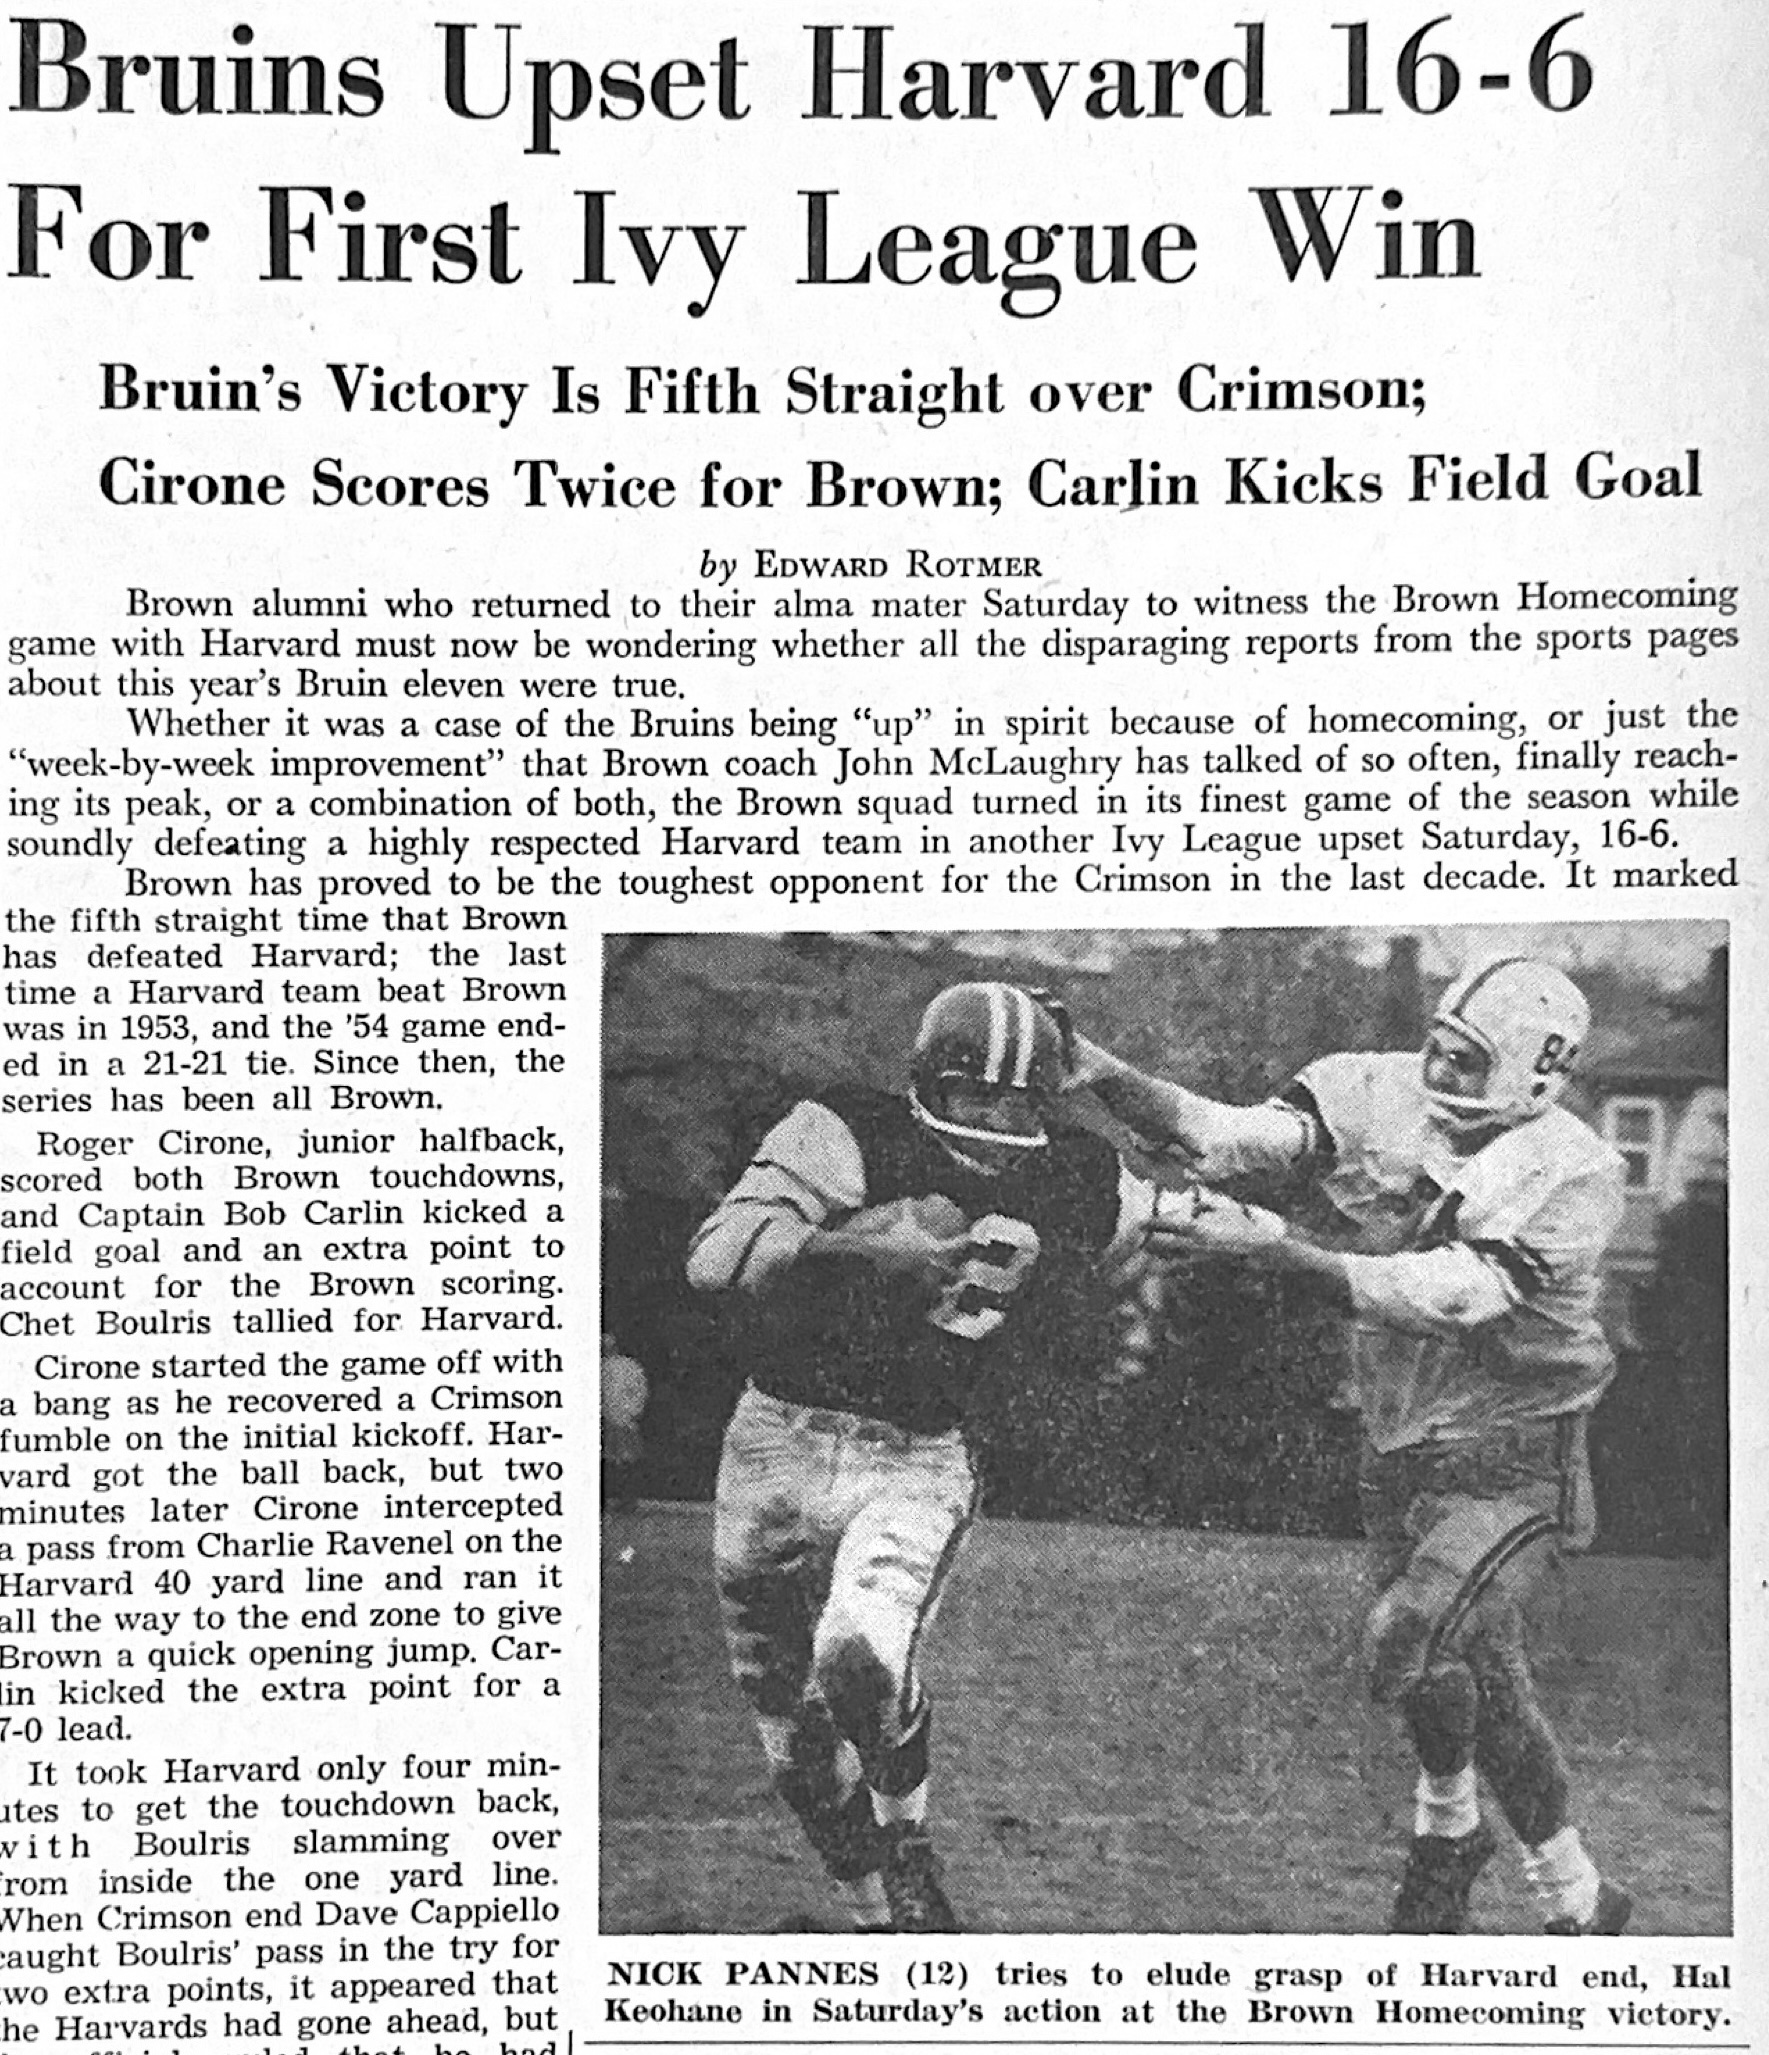 Bruins Upset Harvard 16-6
For First Ivy League Win
Bruin's Victory Is Fifth Straight over Crimson;
Cirone Scores Twice for Brown; Carlin Kicks Field Goal
by EDWARD ROTMER
Brown alumni who returned to their alma mater Saturday to witness the Brown Homecoming
game with Harvard must now be wondering whether all the disparaging reports from the sports pages
about this year's Bruin eleven were true.
Whether it was a case of the Bruins being “up” in spirit because of homecoming, or just the
“week-by-week improvement” that Brown coach John McLaughry has talked of so often, finally reach-
ing its peak, or a combination of both, the Brown squad turned in its finest game of the season while
soundly defeating a highly respected Harvard team in another Ivy League upset Saturday, 16-6.
Brown has proved to be the toughest opponent for the Crimson in the last decade. It marked
the fifth straight time that Brown
has defeated Harvard; the last
time a Harvard team beat Brown
was in 1953, and the '54 game end-
ed in a 21-21 tie. Since then, the
series has been all Brown.
Roger Cirone, junior halfback,
scored both Brown touchdowns,
and Captain Bob Carlin kicked a
field goal and an extra point to
account for the Brown scoring.
Chet Boulris tallied for Harvard.
Cirone started the game off with
a bang as he recovered a Crimson
fumble on the initial kickoff. Har-
vard got the ball back, but two
minutes later Cirone intercepted
a pass from Charlie Ravenel on the
Harvard 40 yard line and ran it
all the way to the end zone to give
Brown a quick opening jump. Car-
lin kicked the extra point for a
7-0 lead.
It took Harvard only four min-
utes to get the touchdown back,
with Boulris slamming over
from inside the one yard line.
When Crimson end Dave Cappiello
caught Boulris' pass in the try for
two extra points, it appeared that
the Harvards had gone ahead, but
that he had
84
2
NICK PANNES (12) tries to elude grasp of Harvard end, Hal
Keohane in Saturday's action at the Brown Homecoming victory.